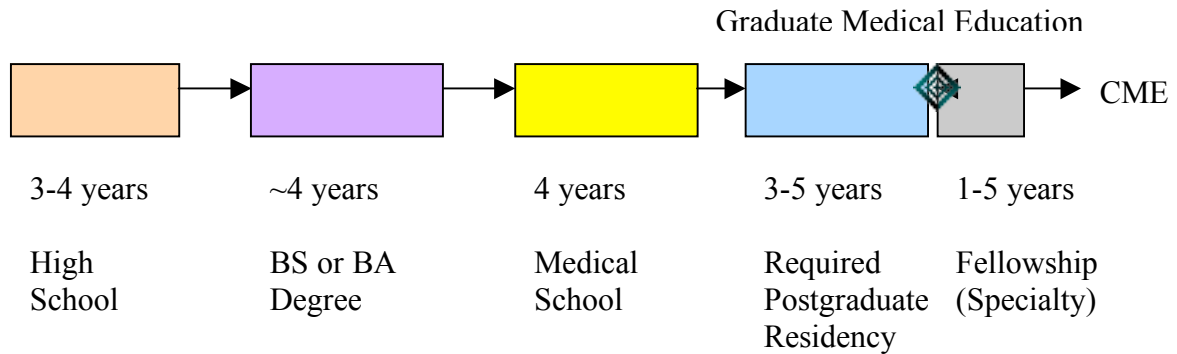 Graduate Medical Education
CME
3-4 years
~4 years
4 years
3-5 years
1-5 years
High
School
BS or BA
Degree
Medical
School
Required
Postgraduate
Residency
Fellowship
(Specialty)